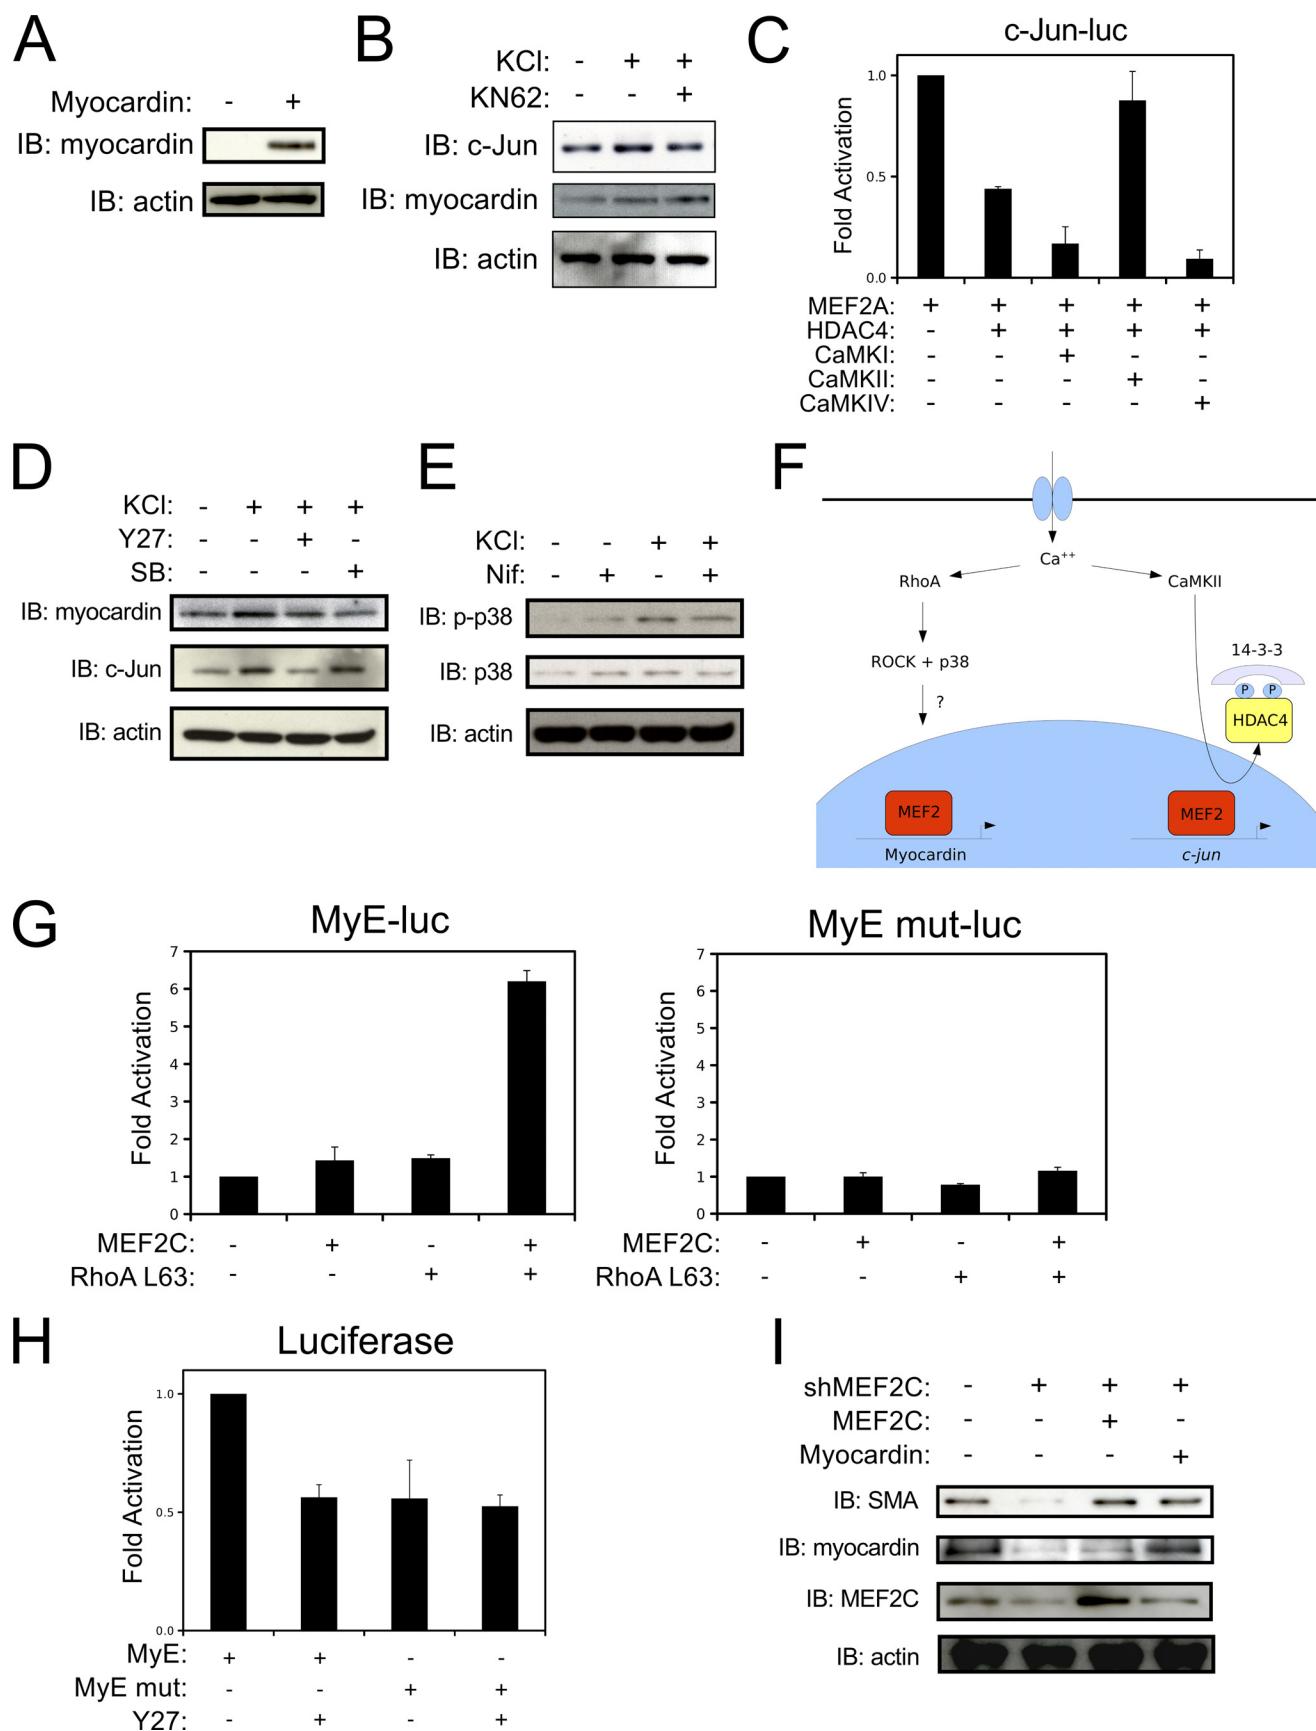 A
Myocardin: - +
IB: myocardin
IB: actin
B
KCl: - + +
KN62: - - +
IB: c-Jun
IB: myocardin
IB: actin
C
c-Jun-luc
Fold Activation
1.0
0.5
0.0
MEF2A: + + + + +
HDAC4: - + + + +
CaMKI: - - + - -
CaMKII: - - - + -
CaMKIV: - - - - +
D
KCl: - + + +
Y27: - - + -
SB: - - - +
IB: myocardin
IB: c-Jun
IB: actin
E
KCl: - - + +
Nif: - + - +
IB: p-p38
IB: p38
IB: actin
F
Ca++
RhoA
CaMKII
ROCK + p38
?
14-3-3
P P
HDAC4
MEF2
Myocardin
MEF2
c-jun
G
MyE-luc
Fold Activation
7
6
5
4
3
2
1
0
MEF2C: - + - +
RhoA L63: - - + +
MyE mut-luc
Fold Activation
7
6
5
4
3
2
1
0
MEF2C: - + - +
RhoA L63: - - + +
H
Luciferase
Fold Activation
1.0
0.5
0.0
MyE: + + - -
MyE mut: - - + +
Y27: - + - +
I
shMEF2C: - + + +
MEF2C: - - + -
Myocardin: - - - +
IB: SMA
IB: myocardin
IB: MEF2C
IB: actin